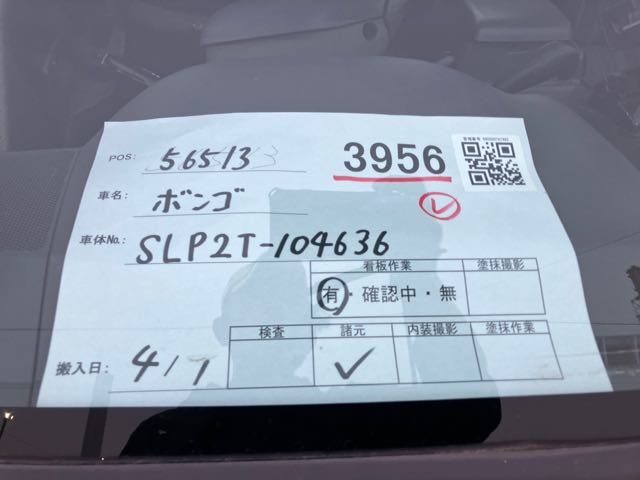 POS: 56513
3956
車名: ボンゴ
車体No.: SLP2T-104636
看板作業 塗抹撮影
有・確認中・無
検査 諸元 内装撮影 塗抹作業
搬入日: 4/1